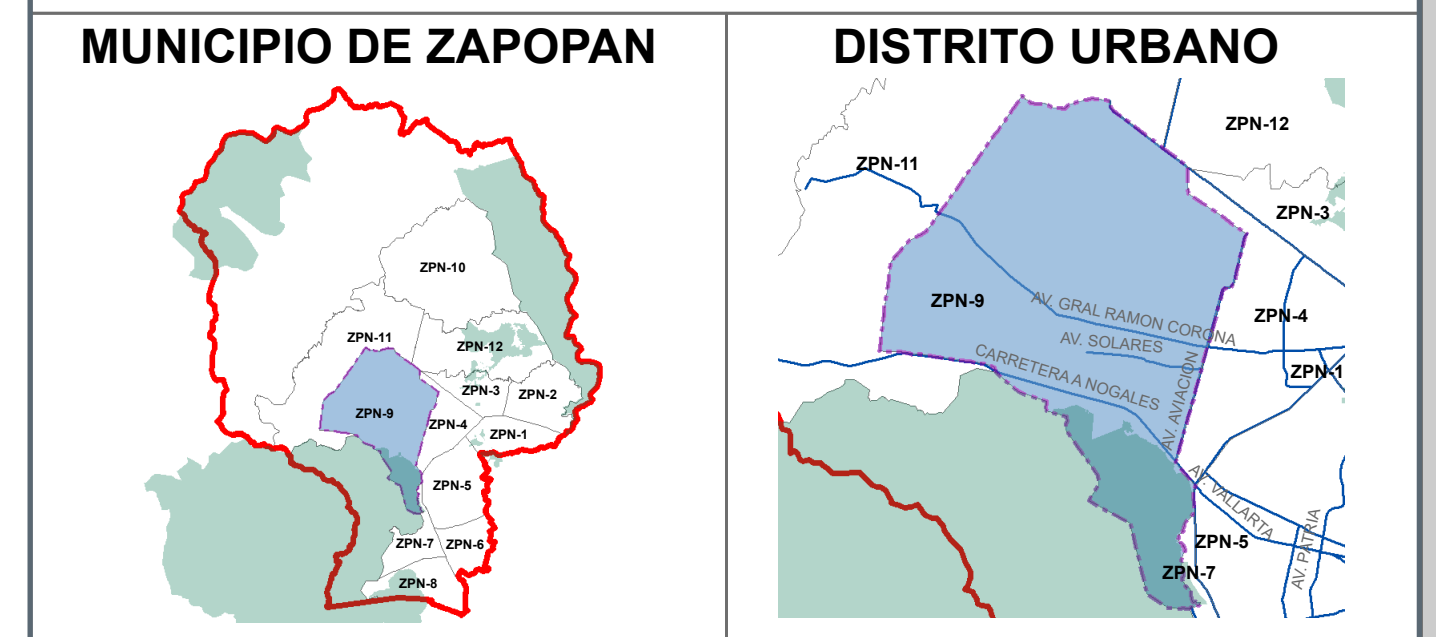 MUNICIPIO DE ZAPOPAN
ZPN-10
ZPN-11
ZPN-12
ZPN-3
ZPN-2
ZPN-9
ZPN-4
ZPN-1
ZPN-5
ZPN-7
ZPN-6
ZPN-8
DISTRITO URBANO
ZPN-12
ZPN-11
ZPN-3
ZPN-9
AV. GRAL RAMON CORONA
ZPN-4
AV. SOLARES
CARRETERA A NOGALES
ZPN-1
AV. AVIACION
AV. VALLARTA
AV. PATRIA
ZPN-5
ZPN-7